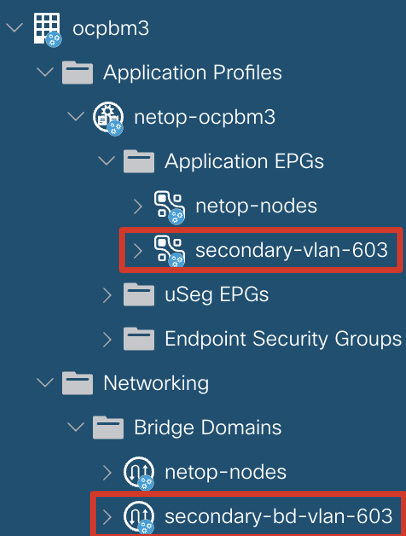 ocpbm3
Application Profiles
netop-ocpbm3
Application EPGs
netop-nodes
secondary-vlan-603
uSeg EPGs
Endpoint Security Groups
Networking
Bridge Domains
netop-nodes
secondary-bd-vlan-603